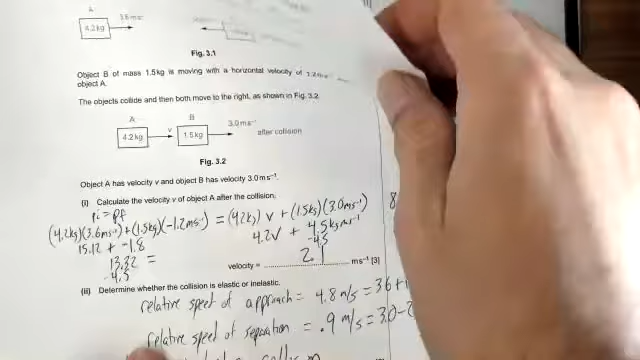 A
3.6 ms⁻¹
4.2 kg
Fig. 3.1
Object B of mass 1.5 kg is moving with a horizontal velocity of 1.2 ms
object A.
The objects collide and then both move to the right, as shown in Fig. 3.2.
A B
4.2 kg v 1.5 kg 3.0 ms⁻¹ after collision
Fig. 3.2
Object A has velocity v and object B has velocity 3.0 ms⁻¹.
(i) Calculate the velocity v of object A after the collision.
pi = pf
(4.2kg)(3.6ms⁻¹)+(1.5kg)(-1.2ms⁻¹) = (4.2kg)v + (1.5kg)(3.0ms⁻¹)
15.12 + -1.8 4.2v + 4.5kgms⁻¹
13.32 = -4.5
-4.5
2.1
velocity = ........ ms⁻¹ [3]
(ii) Determine whether the collision is elastic or inelastic.
relative speed of approach = 4.8 m/s = 3.6 + 1
relative speed of separation = .9 m/s = 3.0 - 2